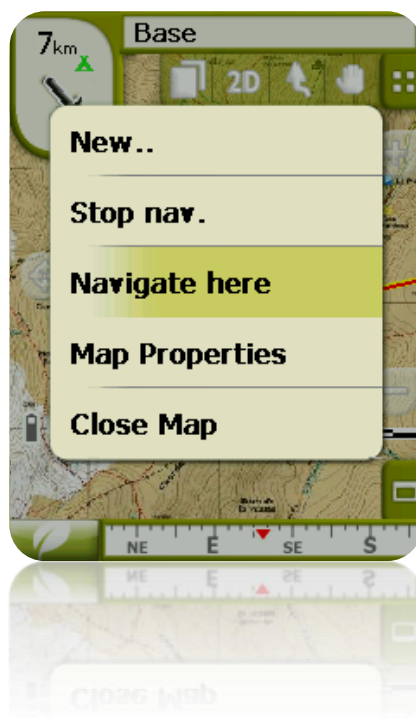 7km
Base
2D
New..
Stop nav.
Navigate here
Map Properties
Close Map
NE E SE S